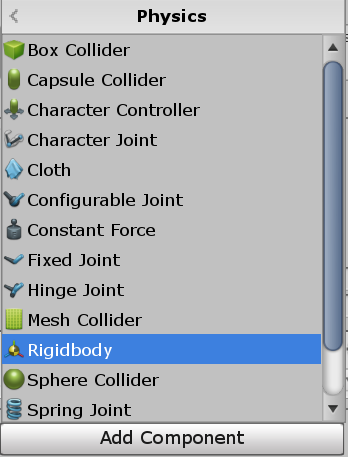 Physics
Box Collider
Capsule Collider
Character Controller
Character Joint
Cloth
Configurable Joint
Constant Force
Fixed Joint
Hinge Joint
Mesh Collider
Rigidbody
Sphere Collider
Spring Joint
Add Component